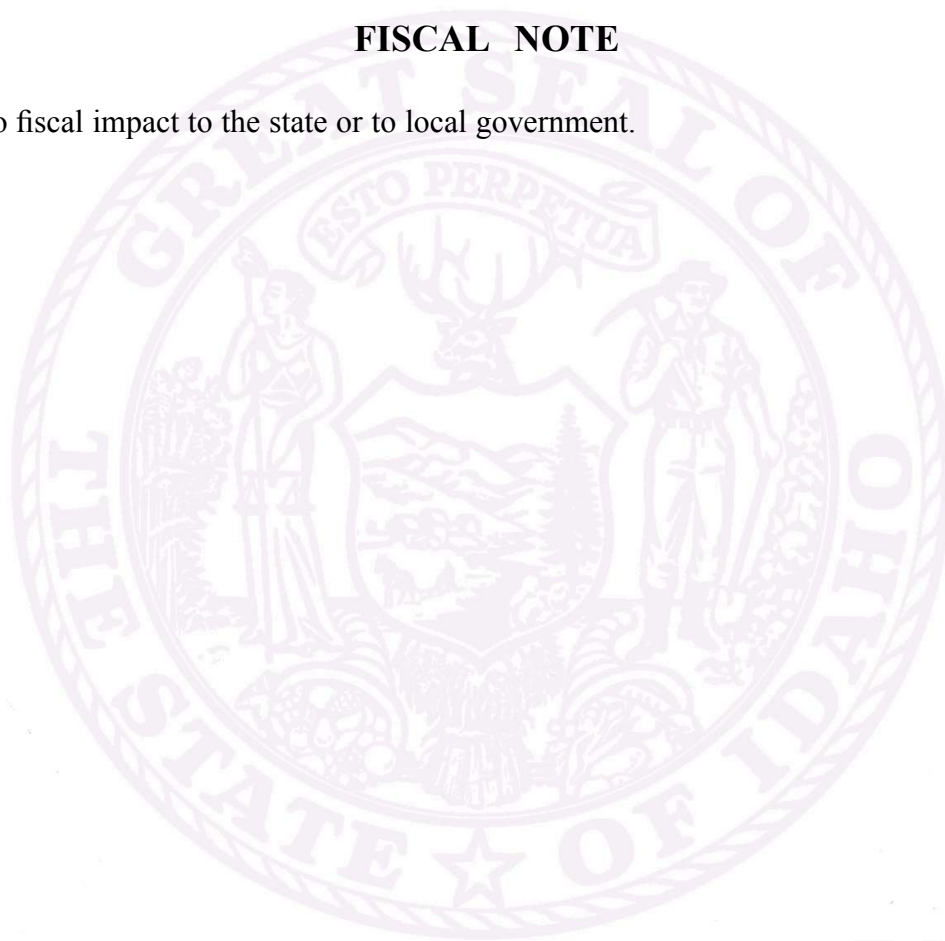 FISCAL NOTE
o fiscal impact to the state or to local government.
GREAT SEAL OF
ESTO PERPETUA
THE STATE OF IDAHO